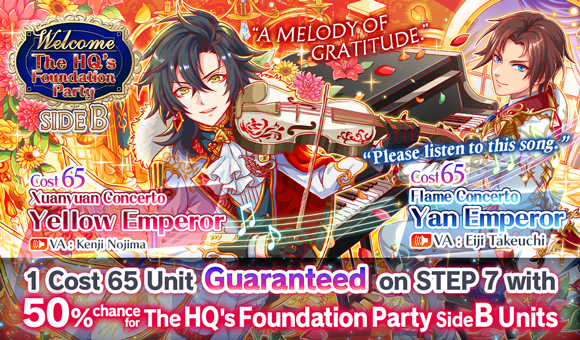 Welcome
The HQ's
Foundation
Party
SIDE B
"A MELODY OF
GRATITUDE."
"Please listen to this song."
Cost 65
Xuanyuan Concerto
Yellow Emperor
VA : Kenji Nojima
Cost 65
Flame Concerto
Yan Emperor
VA : Eiji Takeuchi
1 Cost 65 Unit Guaranteed on STEP 7 with
50% chance for The HQ's Foundation Party Side B Units